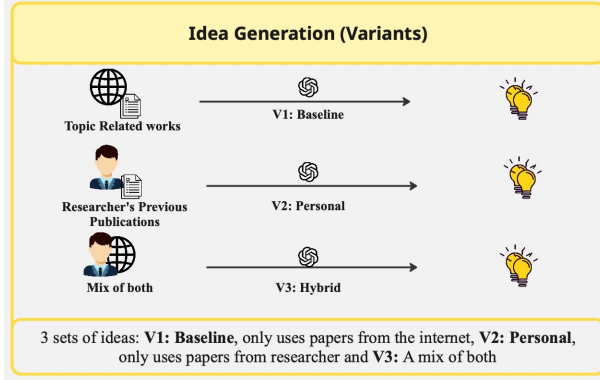 Idea Generation (Variants)
Topic Related works
V1: Baseline
Researcher's Previous
Publications
V2: Personal
Mix of both
V3: Hybrid
3 sets of ideas: V1: Baseline, only uses papers from the internet, V2: Personal,
only uses papers from researcher and V3: A mix of both